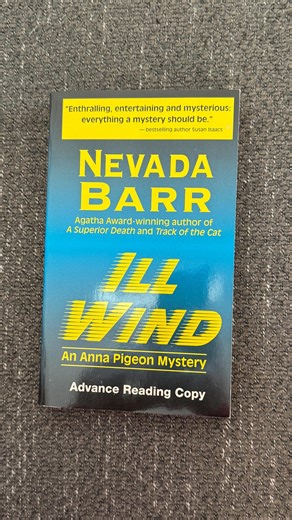 "Enthralling, entertaining and mysterious:
everything a mystery should be."
— bestselling author Susan Isaacs
NEVADA
BARR
Agatha Award-winning author of
A Superior Death and Track of the Cat
ILL
WIND
An Anna Pigeon Mystery
Advance Reading Copy